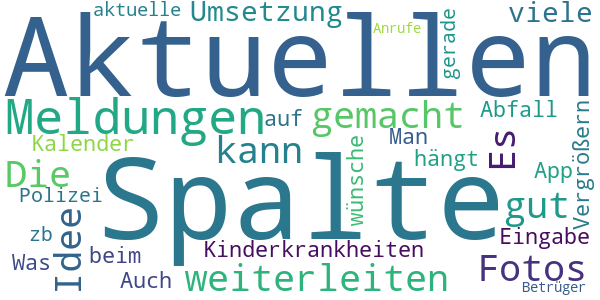 aktuelle
Umsetzung
viele
Aktuellen
Anrufe
gerade
Meldungen
auf
gemacht
Abfall
Kalender
kann
Man
Es
Vergrößern
Die
wünsche
hängt
App
Polizei
Spalte
gut
Idee
zb
Was
beim
Kinderkrankheiten
Eingabe
Auch
weiterleiten
Fotos
Betrüger